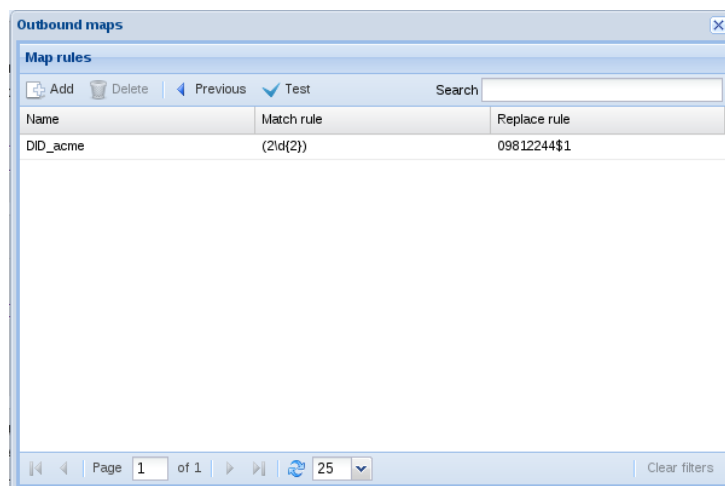 Outbound maps
Map rules
Add Delete Previous Test Search
Name Match rule Replace rule
DID_acme (2\d{2}) 09812244$1
Page 1 of 1 25 Clear filters